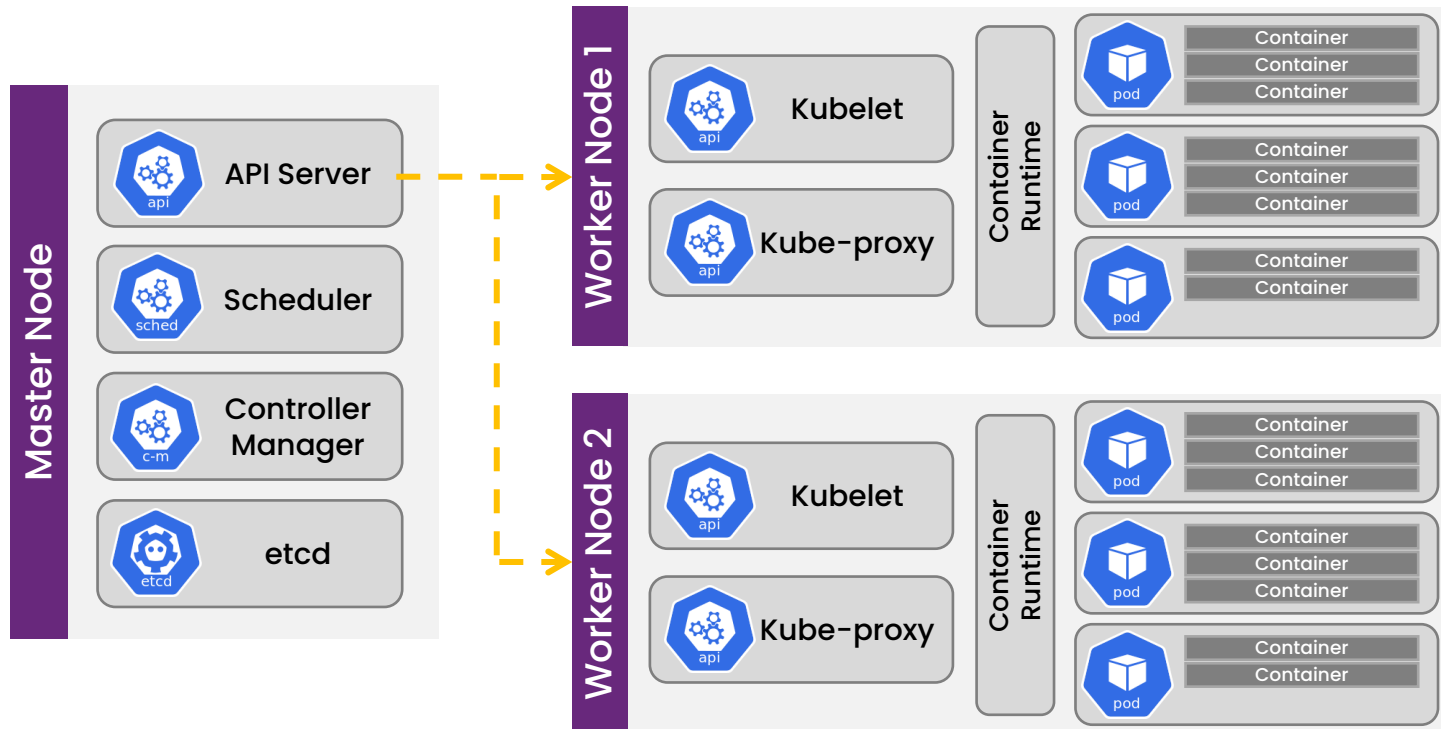 Master Node
API Server
api
Scheduler
sched
Controller
Manager
c-m
etcd
etcd
Worker Node 1
Kubelet
api
Kube-proxy
api
Container
Runtime
pod
Container
Container
Container
pod
Container
Container
Container
pod
Container
Container
Worker Node 2
Kubelet
api
Kube-proxy
api
Container
Runtime
pod
Container
Container
Container
pod
Container
Container
Container
pod
Container
Container